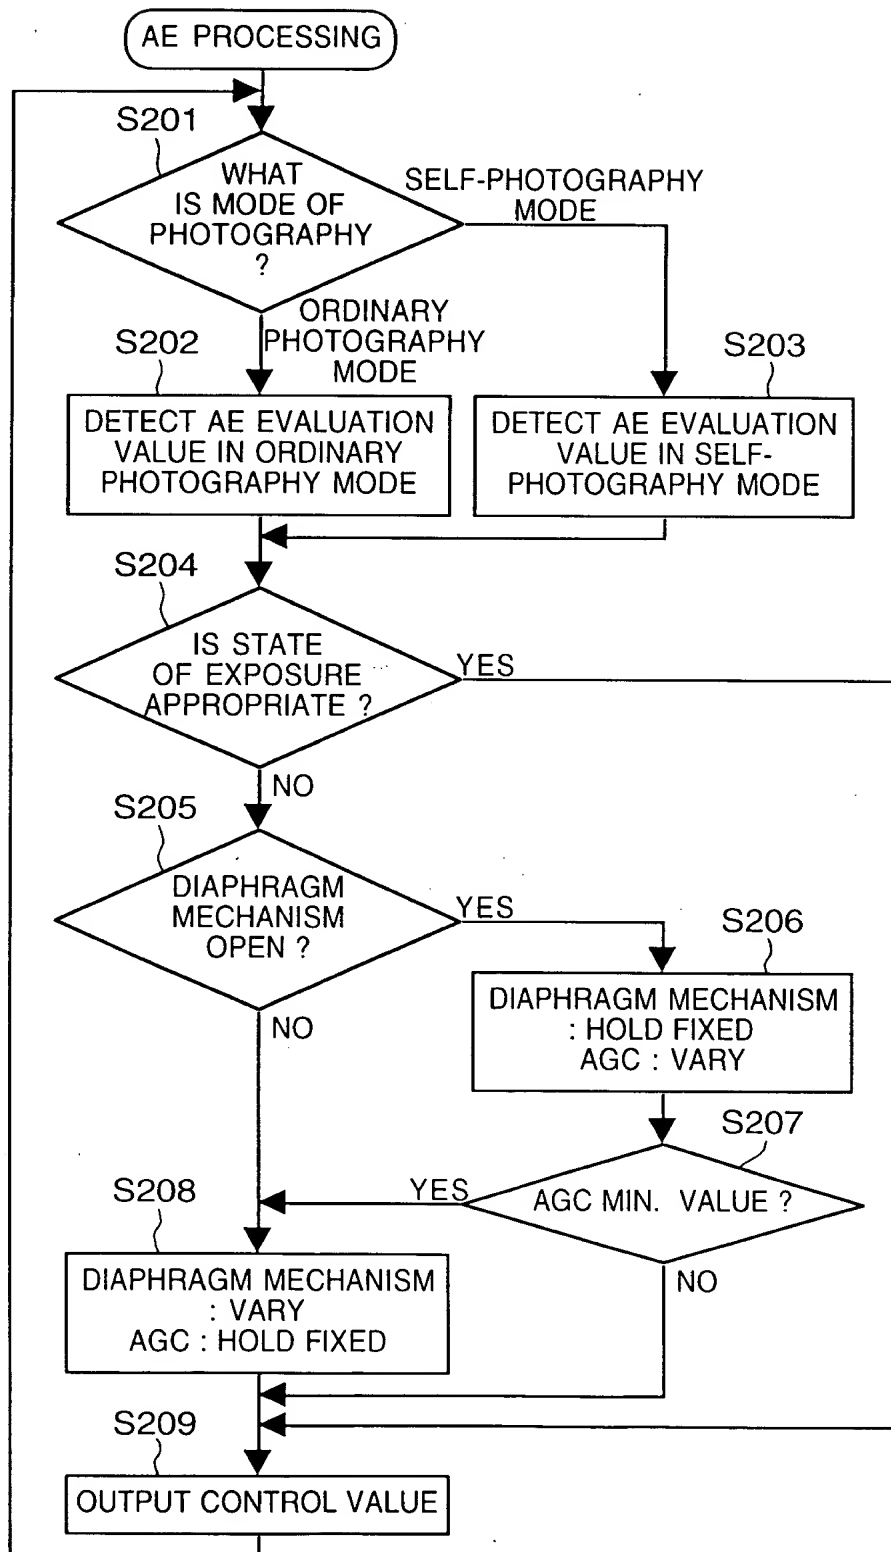 AE PROCESSING
S201
WHAT
IS MODE OF
PHOTOGRAPHY
?
SELF-PHOTOGRAPHY
MODE
ORDINARY
PHOTOGRAPHY
MODE
S202
DETECT AE EVALUATION
VALUE IN ORDINARY
PHOTOGRAPHY MODE
S203
DETECT AE EVALUATION
VALUE IN SELF-
PHOTOGRAPHY MODE
S204
IS STATE
OF EXPOSURE
APPROPRIATE ?
YES
NO
S205
DIAPHRAGM
MECHANISM
OPEN ?
YES
NO
S206
DIAPHRAGM MECHANISM
: HOLD FIXED
AGC : VARY
S207
AGC MIN. VALUE ?
YES
NO
S208
DIAPHRAGM MECHANISM
: VARY
AGC : HOLD FIXED
S209
OUTPUT CONTROL VALUE